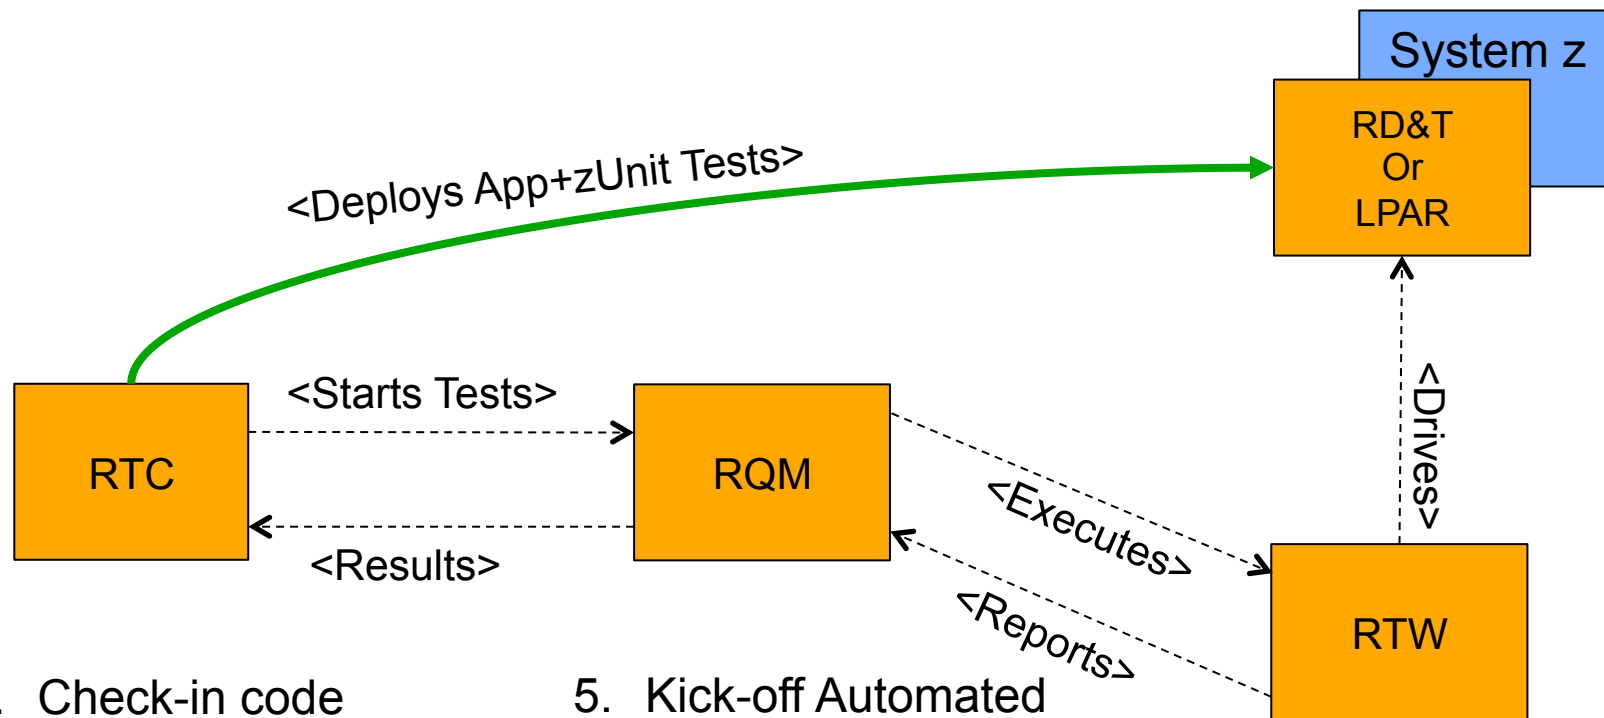 System z
RD&T
Or
LPAR
<Deploys App+zUnit Tests>
<Starts Tests>
RTC
RQM
<Drives>
<Executes>
<Results>
<Reports>
RTW
. Check-in code
5. Kick-off Automated